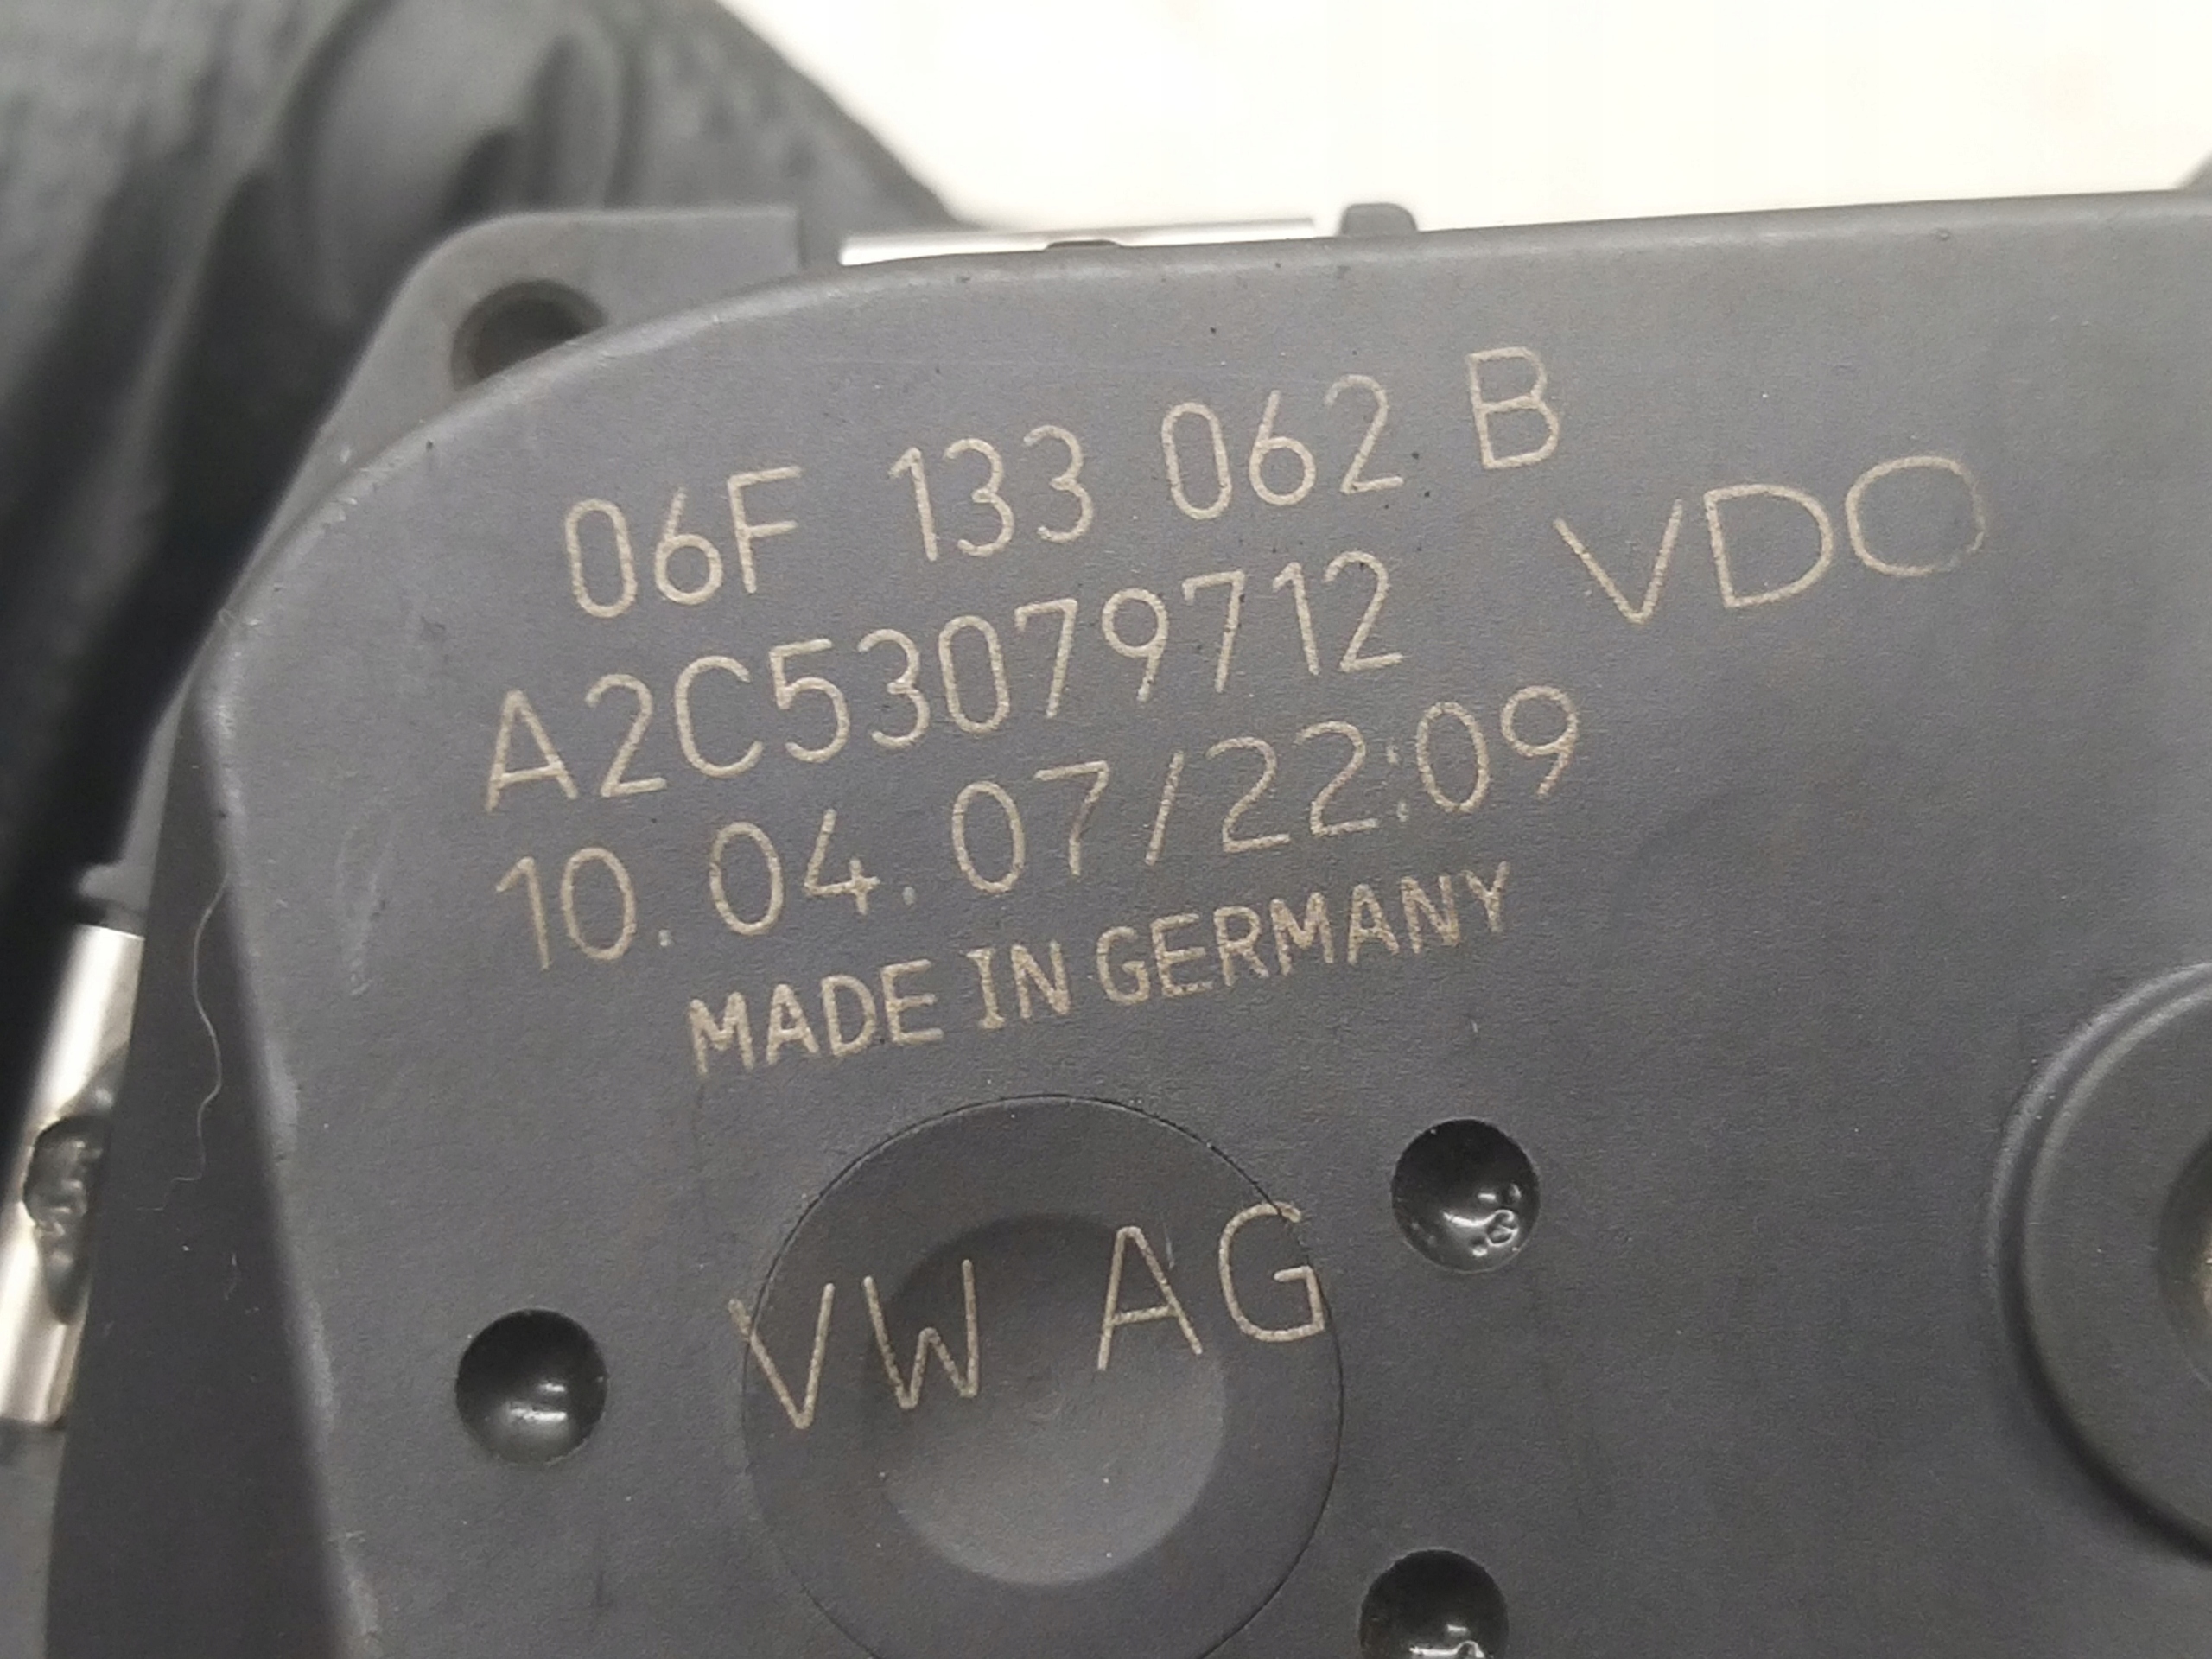 06F 133 062 B
A2C53079712 VDO
10.04.07/22:09
MADE IN GERMANY
VW AG